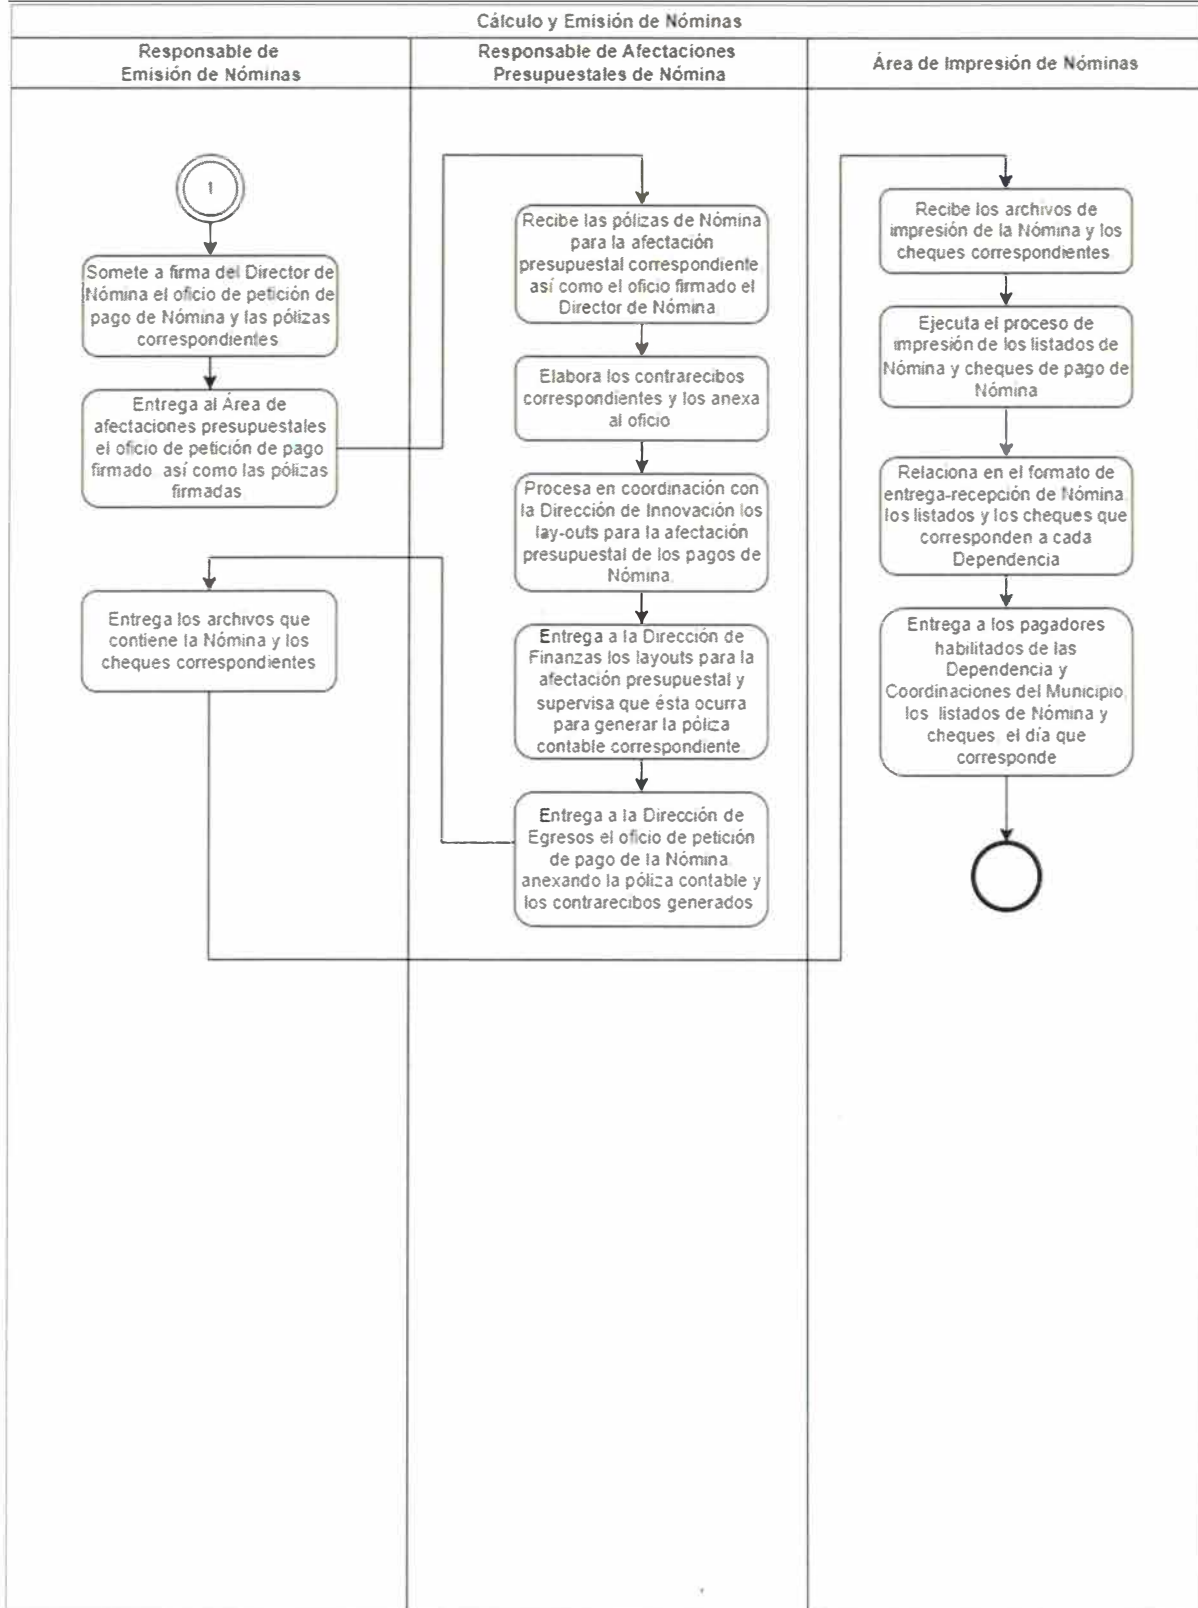 Cálculo y Emisión de Nóminas
Responsable de
Emisión de Nóminas
Responsable de Afectaciones
Presupuestales de Nómina
Área de Impresión de Nóminas
1
Somete a firma del Director de
Nómina el oficio de petición de
pago de Nómina y las pólizas
correspondientes
Entrega al Área de
afectaciones presupuestales
el oficio de petición de pago
firmado así como las pólizas
firmadas
Entrega los archivos que
contiene la Nómina y los
cheques correspondientes
Recibe las pólizas de Nómina
para la afectación
presupuestal correspondiente
así como el oficio firmado el
Director de Nómina
Elabora los contrarecibos
correspondientes y los anexa
al oficio
Procesa en coordinación con
la Dirección de Innovación los
lay-outs para la afectación
presupuestal de los pagos de
Nómina.
Entrega a la Dirección de
Finanzas los layouts para la
afectación presupuestal y
supervisa que ésta ocurra
para generar la póliza
contable correspondiente
Entrega a la Dirección de
Egresos el oficio de petición
de pago de la Nómina
anexando la póliza contable y
los contrarecibos generados
Recibe los archivos de
impresión de la Nómina y los
cheques correspondientes
Ejecuta el proceso de
impresión de los listados de
Nómina y cheques de pago de
Nómina
Relaciona en el formato de
entrega-recepción de Nómina
los listados y los cheques que
corresponden a cada
Dependencia
Entrega a los pagadores
habilitados de las
Dependencia y
Coordinaciones del Municipio
los listados de Nómina y
cheques el día que
corresponde